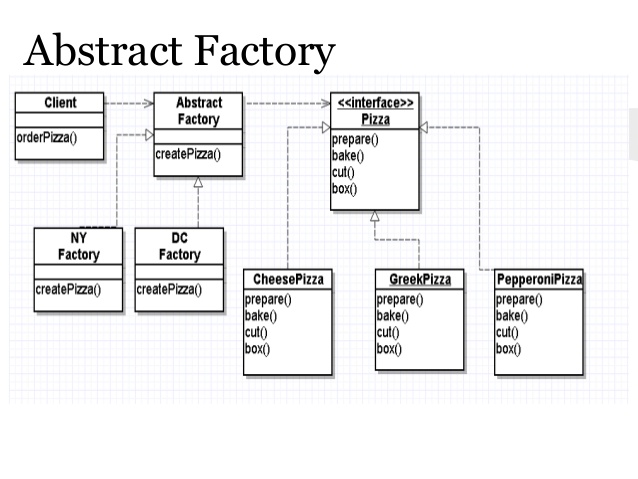 Abstract Factory
Client
orderPizza()
Abstract
Factory
createPizza()
<<interface>>
Pizza
prepare()
bake()
cut()
box()
NY
Factory
createPizza()
DC
Factory
createPizza()
CheesePizza
prepare()
bake()
cut()
box()
GreekPizza
prepare()
bake()
cut()
box()
PepperoniPizza
prepare()
bake()
cut()
box()